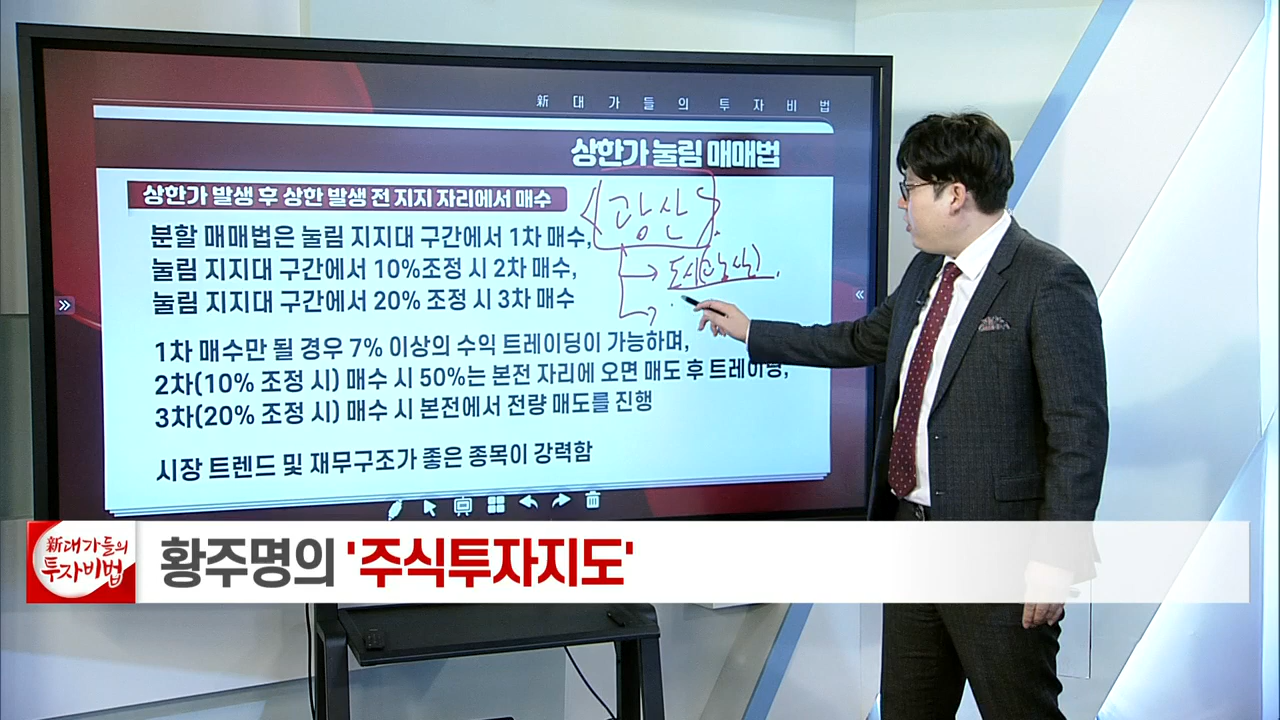 新 대 가 들 의 투 자 비 법
상한가 눌림 매매법
상한가 발생 후 상한 발생 전 지지 자리에서 매수
광산
분할 매매법은 눌림 지지대 구간에서 1차 매수,
눌림 지지대 구간에서 10%조정 시 2차 매수,
도시(광산)
눌림 지지대 구간에서 20% 조정 시 3차 매수
1차 매수만 될 경우 7% 이상의 수익 트레이딩이 가능하며,
2차(10% 조정 시) 매수 시 50%는 본전 자리에 오면 매도 후 트레이딩,
3차(20% 조정 시) 매수 시 본전에서 전량 매도를 진행
시장 트렌드 및 재무구조가 좋은 종목이 강력함
新대가들의
투자비법
황주명의 '주식투자지도'